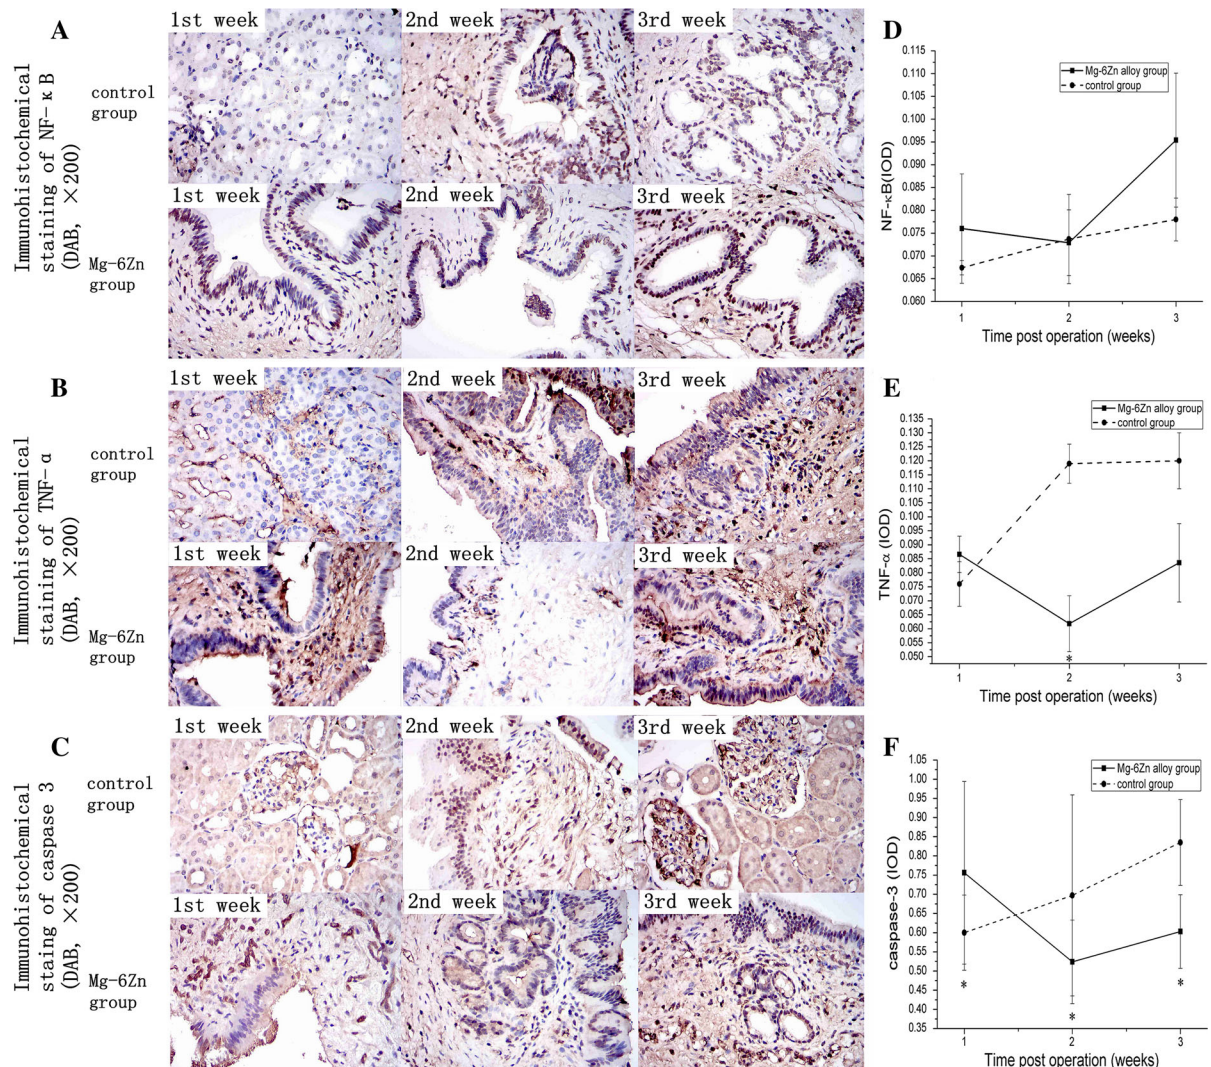 A
Immunohistochemical
staining of NF-κB
(DAB, ×200)
control
group
Mg-6Zn
group
1st week
2nd week
3rd week
1st week
2nd week
3rd week
B
Immunohistochemical
staining of TNF-α
(DAB, ×200)
control
group
Mg-6Zn
group
1st week
2nd week
3rd week
1st week
2nd week
3rd week
C
Immunohistochemical
staing of caspase 3
(DAB, ×200)
control
group
Mg-6Zn
group
1st week
2nd week
3rd week
1st week
2nd week
3rd week
D
Mg-6Zn alloy group
control group
NF-κB(IOD)
0.115
0.110
0.105
0.100
0.095
0.090
0.085
0.080
0.075
0.070
0.065
0.060
1 2 3
Time post operation (weeks)
E
Mg-6Zn alloy group
control group
TNF-α (IOD)
0.135
0.130
0.125
0.120
0.115
0.110
0.105
0.100
0.095
0.090
0.085
0.080
0.075
0.070
0.065
0.060
0.055
0.050
*
1 2 3
Time post operation (weeks)
F
Mg-6Zn alloy group
control group
caspase-3 (IOD)
1.05
1.00
0.95
0.90
0.85
0.80
0.75
0.70
0.65
0.60
0.55
0.50
0.45
0.40
0.35
* * *
1 2 3
Time post operation (weeks)